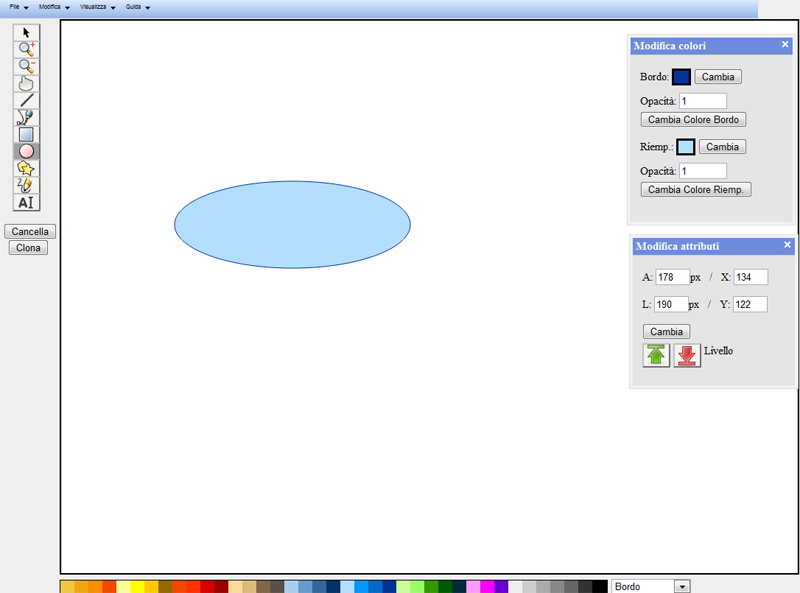 File Modifica Visualizza Guida
AI
Cancella
Clona
Modifica colori
Bordo: Cambia
Opacità: 1
Cambia Colore Bordo
Riemp.: Cambia
Opacità: 1
Cambia Colore Riemp.
Modifica attributi
A: 178 px / X: 134
L: 190 px / Y: 122
Cambia
Livello
Bordo